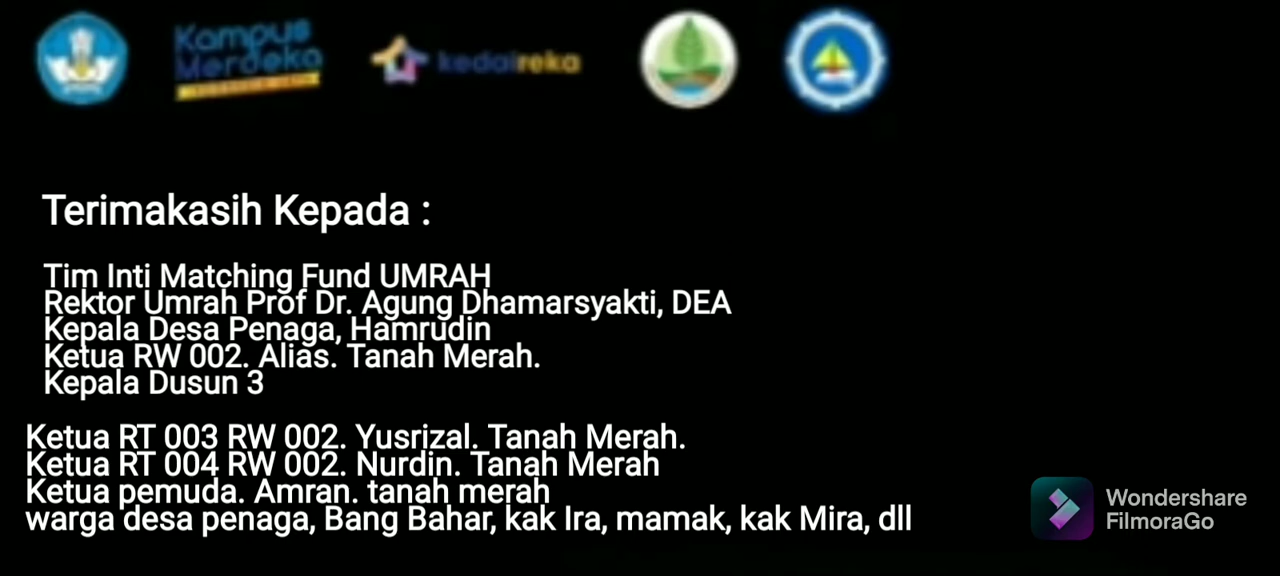 Kampus
Merdeka
kedaireka
Terimakasih Kepada :
Tim Inti Matching Fund UMRAH
Rektor Umrah Prof Dr. Agung Dhamarsyakti, DEA
Kepala Desa Penaga, Hamrudin
Ketua RW 002. Alias. Tanah Merah.
Kepala Dusun 3
Ketua RT 003 RW 002. Yusrizal. Tanah Merah.
Ketua RT 004 RW 002. Nurdin. Tanah Merah
Ketua pemuda. Amran. tanah merah
warga desa penaga, Bang Bahar, kak Ira, mamak, kak Mira, dll
Wondershare
FilmoraGo